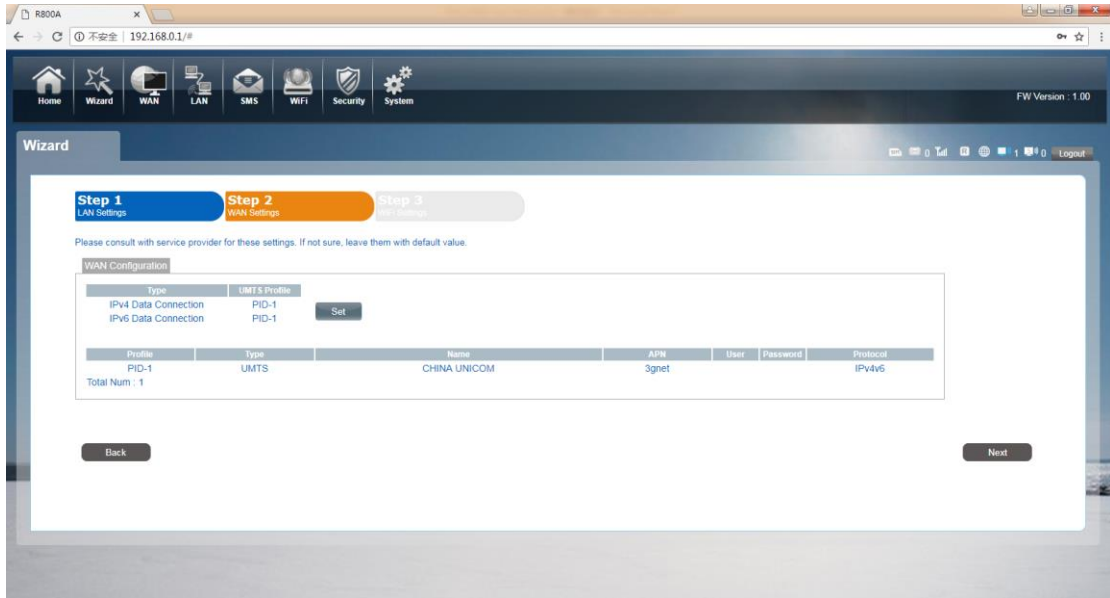 R800A
不安全 | 192.168.0.1/#
Home Wizard WAN LAN SMS WiFi Security System
FW Version : 1.00
Wizard
0 1 0 Logout
Step 1 Step 2 Step 3
LAN Settings WAN Settings WiFi Settings
Please consult with service provider for these settings. If not sure, leave them with default value.
WAN Configuration
Type UMTS Profile
IPv4 Data Connection PID-1
IPv6 Data Connection PID-1
Set
Profile Type Name APN User Password Protocol
PID-1 UMTS CHINA UNICOM 3gnet IPv4v6
Total Num : 1
Back Next